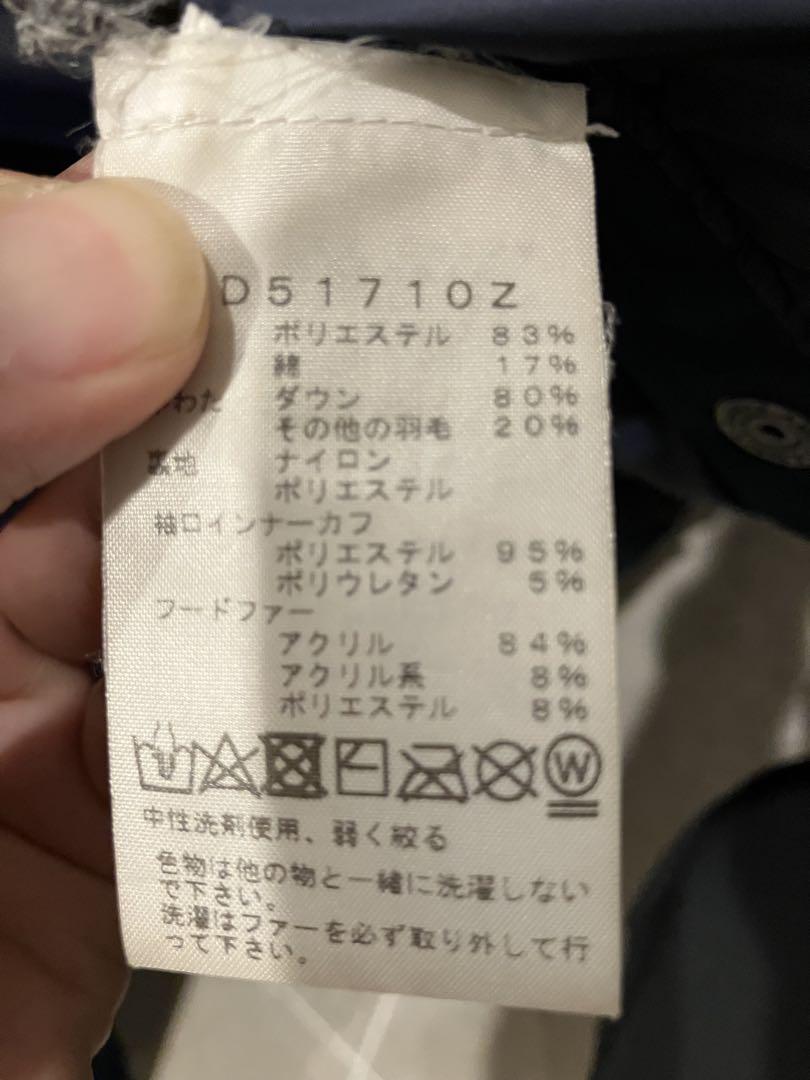 D51710Z
ポリエステル 83%
綿 17%
わた ダウン 80%
その他の羽毛 20%
裏地 ナイロン
ポリエステル
袖口インナーカフ
ポリエステル 95%
ポリウレタン 5%
フードファー
アクリル 84%
アクリル系 8%
ポリエステル 8%
W
中性洗剤使用、弱く絞る
色物は他の物と一緒に洗濯しない
で下さい。
洗濯はファーを必ず取り外して行
って下さい。